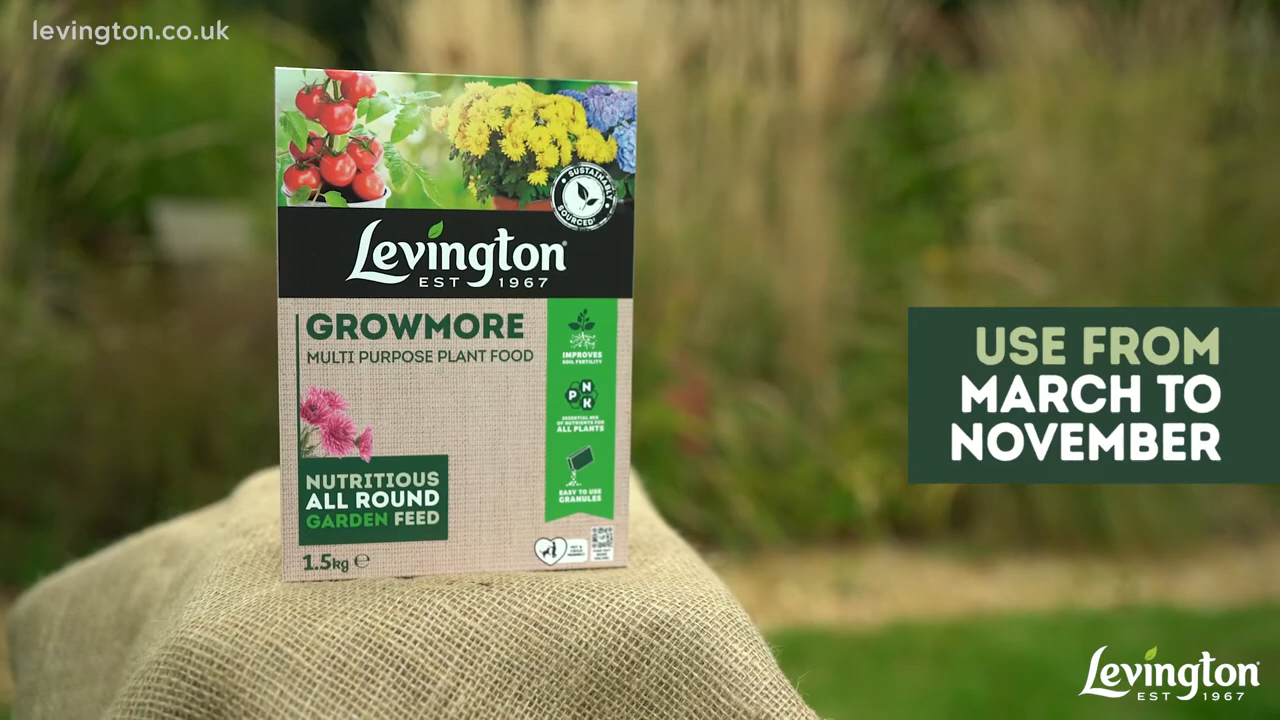 levington.co.uk
SUSTAINABLY
SOURCED
Levington
EST 1967
GROWMORE
MULTI PURPOSE PLANT FOOD
IMPROVES
SOIL FERTILITY
P N K
ESSENTIAL MIX
OF NUTRIENTS FOR
ALL PLANTS
EASY TO USE
GRANULES
NUTRITIOUS
ALL ROUND
GARDEN FEED
1.5kg ℮
USE FROM
MARCH TO
NOVEMBER
Levington
EST 1967